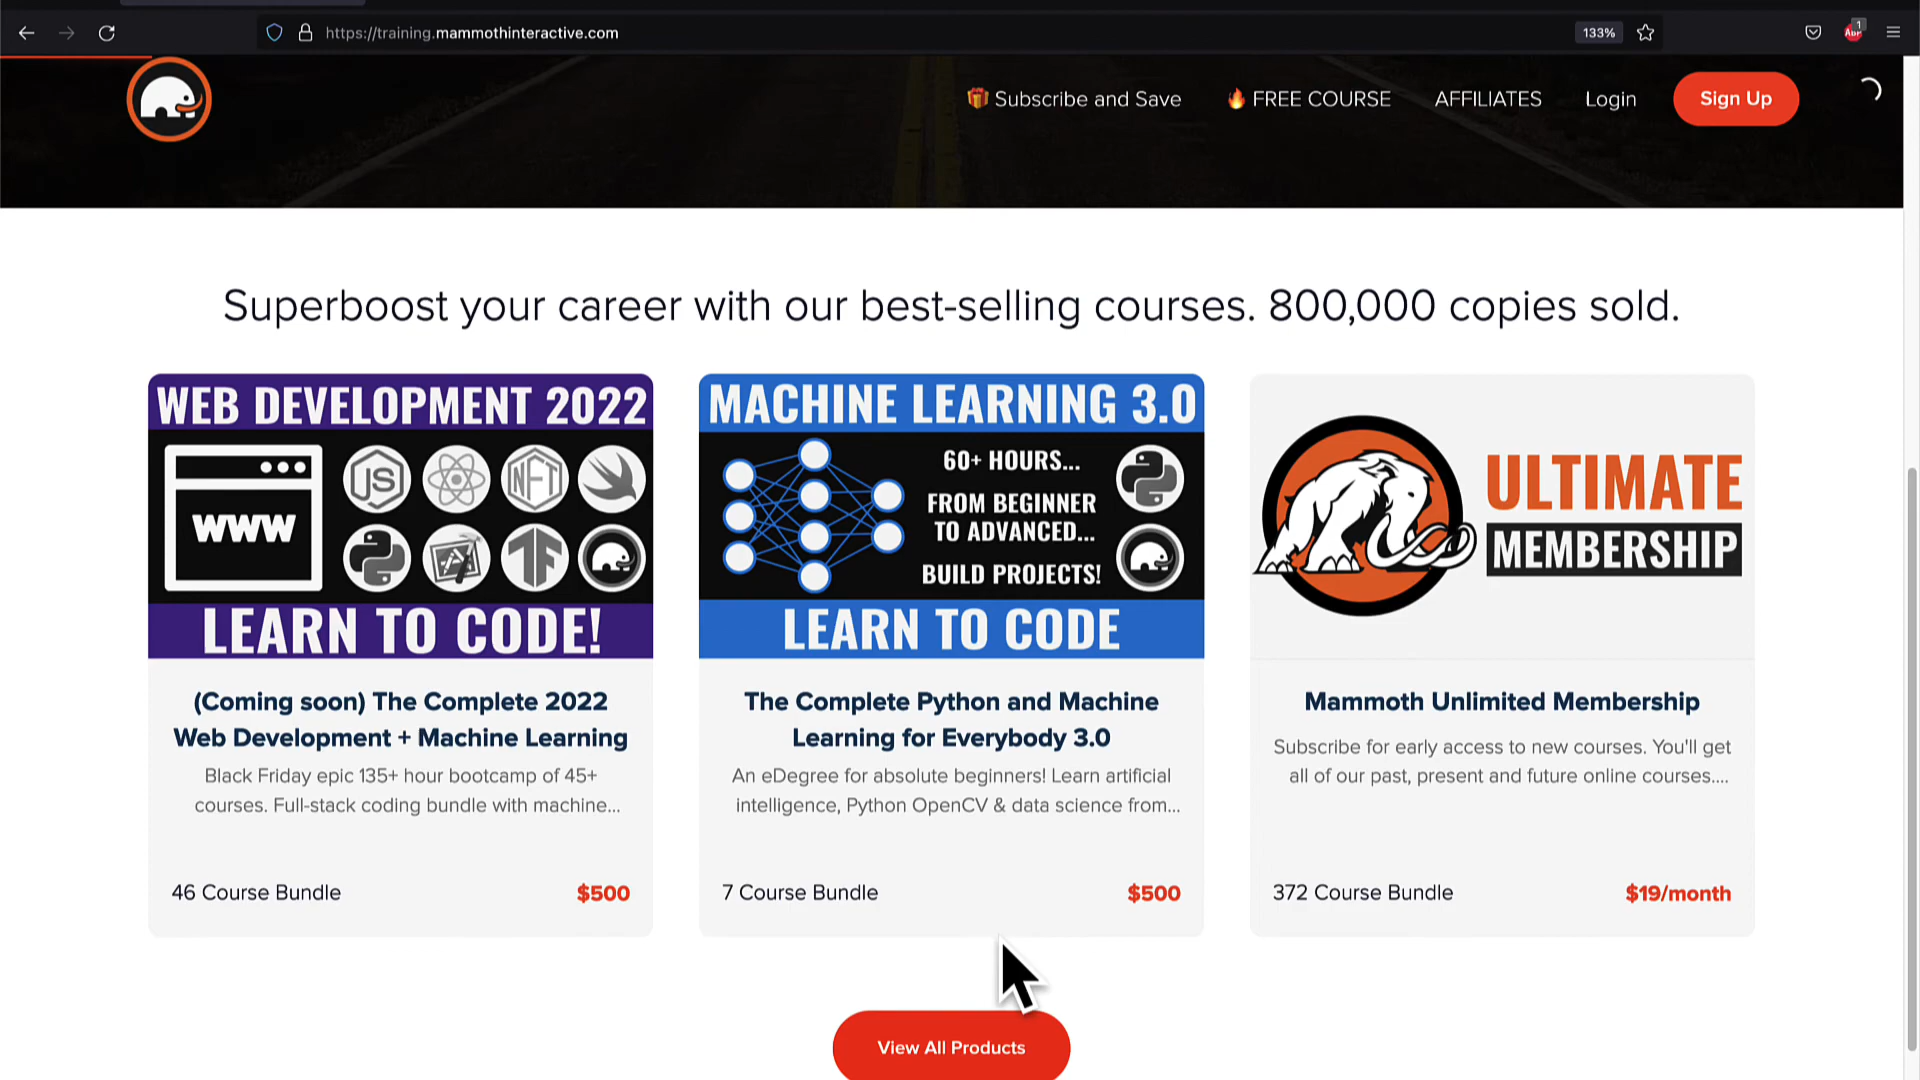 https://training.mammothinteractive.com
133%
1
ABP
🎁 Subscribe and Save
🔥 FREE COURSE
AFFILIATES
Login
Sign Up
Superboost your career with our best-selling courses. 800,000 copies sold.
WEB DEVELOPMENT 2022
WWW
JS
NFT
LEARN TO CODE!
(Coming soon) The Complete 2022
Web Development + Machine Learning
Black Friday epic 135+ hour bootcamp of 45+
courses. Full-stack coding bundle with machine...
46 Course Bundle
$500
MACHINE LEARNING 3.0
60+ HOURS...
FROM BEGINNER
TO ADVANCED...
BUILD PROJECTS!
LEARN TO CODE
The Complete Python and Machine
Learning for Everybody 3.0
An eDegree for absolute beginners! Learn artificial
intelligence, Python OpenCV & data science from...
7 Course Bundle
$500
ULTIMATE
MEMBERSHIP
Mammoth Unlimited Membership
Subscribe for early access to new courses. You'll get
all of our past, present and future online courses....
372 Course Bundle
$19/month
View All Products